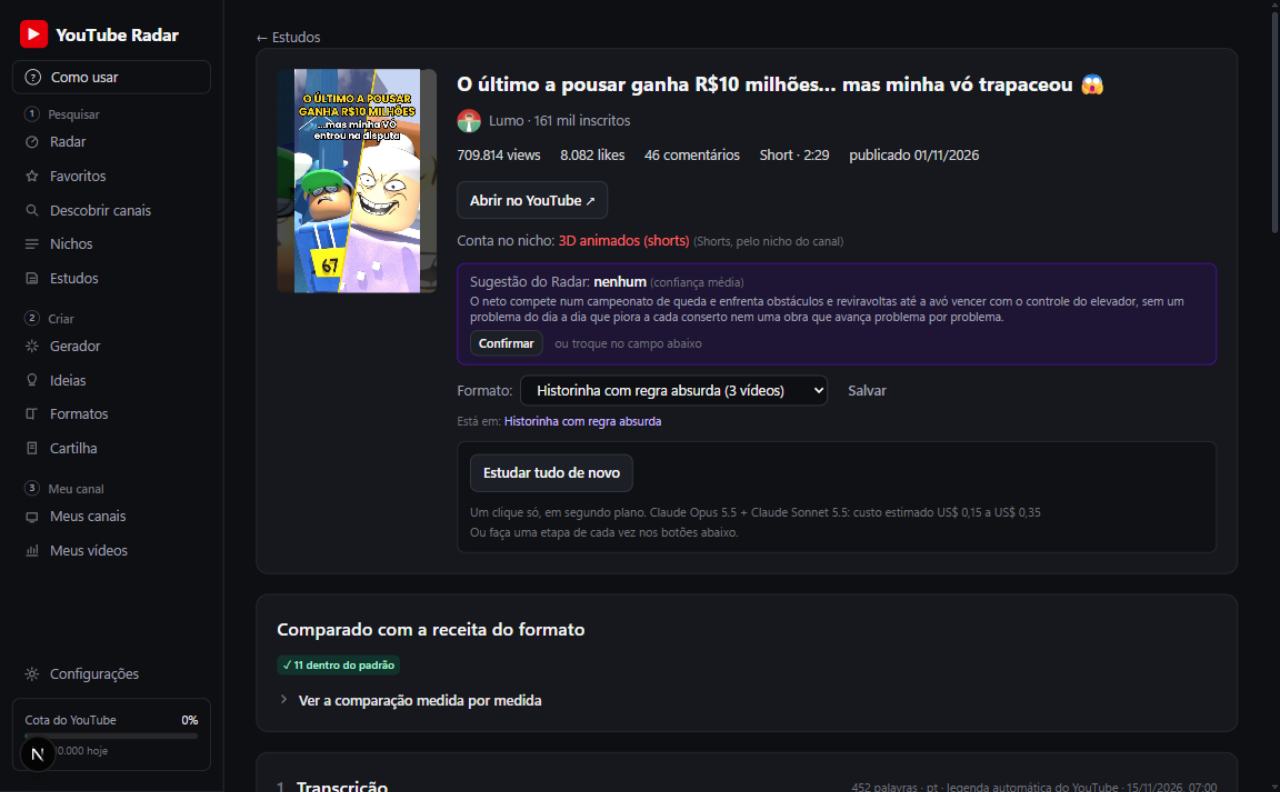 YouTube Radar
? Como usar
1 Pesquisar
Radar
Favoritos
Descobrir canais
Nichos
Estudos
2 Criar
Gerador
Ideias
Formatos
Cartilha
3 Meu canal
Meus canais
Meus vídeos
Configurações
Cota do YouTube 0%
0.000 hoje
N
← Estudos
O ÚLTIMO A POUSAR
GANHA R$10 MILHÕES
...mas minha VÓ
entrou na disputa
67
O último a pousar ganha R$10 milhões... mas minha vó trapaceou 😱
Lumo · 161 mil inscritos
709.814 views 8.082 likes 46 comentários Short · 2:29 publicado 01/11/2026
Abrir no YouTube ↗
Conta no nicho: 3D animados (shorts) (Shorts, pelo nicho do canal)
Sugestão do Radar: nenhum (confiança média)
O neto compete num campeonato de queda e enfrenta obstáculos e reviravoltas até a avó vencer com o controle do elevador, sem um
problema do dia a dia que piora a cada conserto nem uma obra que avança problema por problema.
Confirmar ou troque no campo abaixo
Formato: Historinha com regra absurda (3 vídeos) Salvar
Está em: Historinha com regra absurda
Estudar tudo de novo
Um clique só, em segundo plano. Claude Opus 5.5 + Claude Sonnet 5.5: custo estimado US$ 0,15 a US$ 0,35
Ou faça uma etapa de cada vez nos botões abaixo.
Comparado com a receita do formato
✓ 11 dentro do padrão
Ver a comparação medida por medida
1 Transcrição 452 palavras · pt · legenda automática do YouTube · 15/11/2026, 07:00